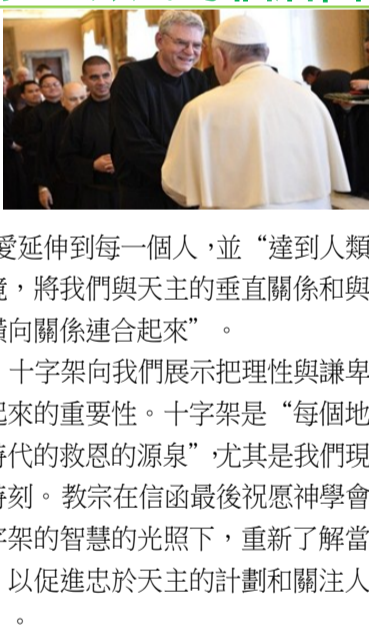 愛延伸到每一個人，並“達到人類
境，將我們與天主的垂直關係和與
橫向關係連合起來”。
十字架向我們展示把理性與謙卑
起來的重要性。十字架是“每個地
時代的救恩的源泉”，尤其是我們現
時刻。教宗在信函最後祝愿神學會
字架的智慧的光照下，重新了解當
以促進忠於天主的計劃和關注人
。